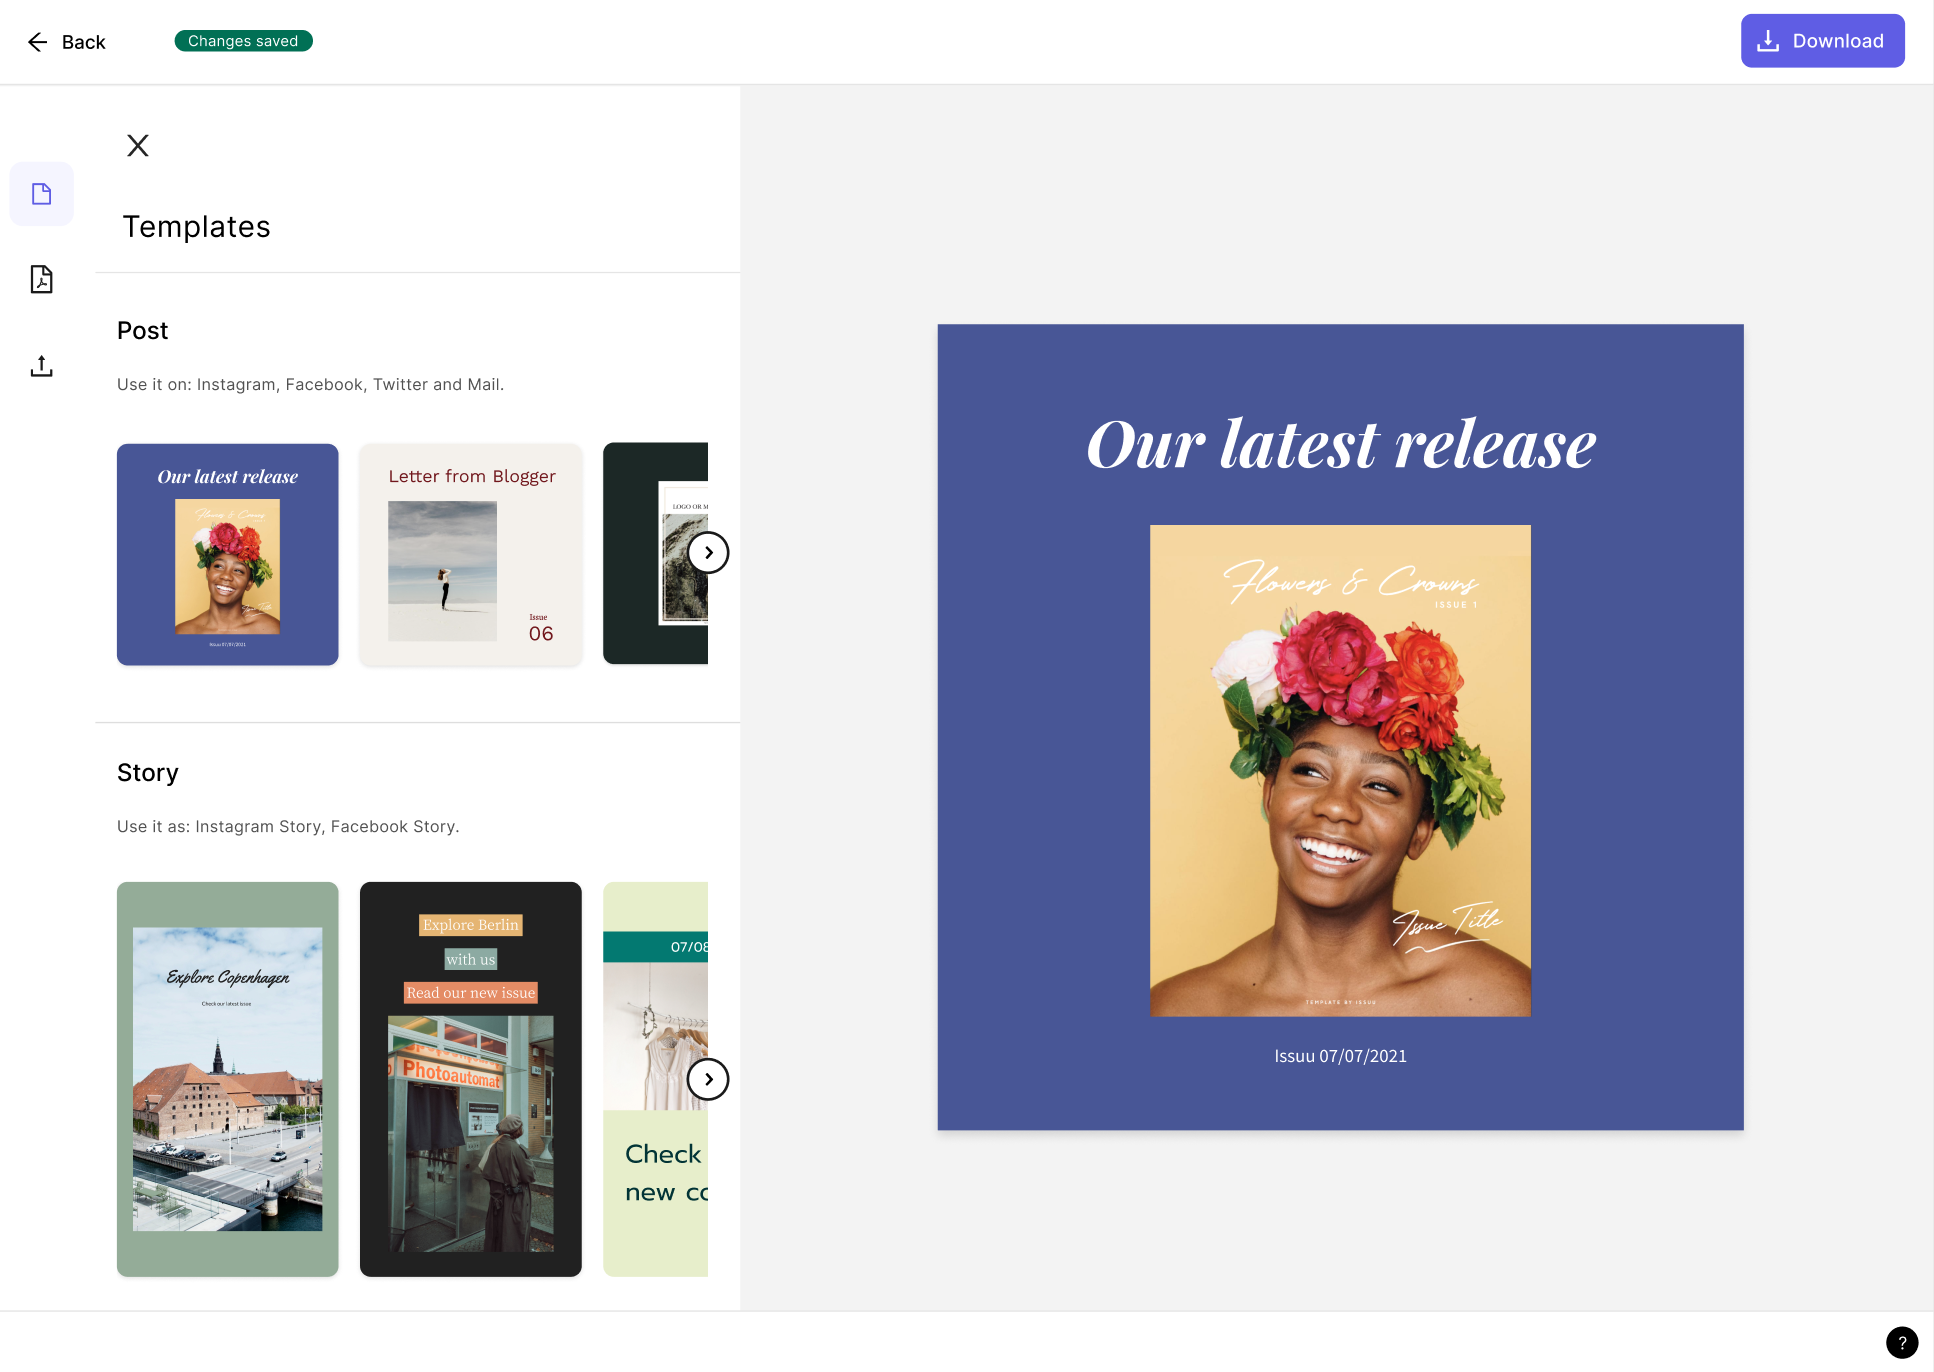 Back
Changes saved
Download
Templates
Post
Use it on: Instagram, Facebook, Twitter and Mail.
Our latest release
Flowers & Crowns
Issue Title
Issuu 07/07/2021
Letter from Blogger
Issue
06
LOGO OR M
Story
Use it as: Instagram Story, Facebook Story.
Explore Copenhagen
Check our latest issue
Explore Berlin
with us
Read our new issue
Photoautomat
07/08
Check
new co
Our latest release
Flowers & Crowns
ISSUE 1
Issue Title
TEMPLATE BY ISSUU
Issuu 07/07/2021
?